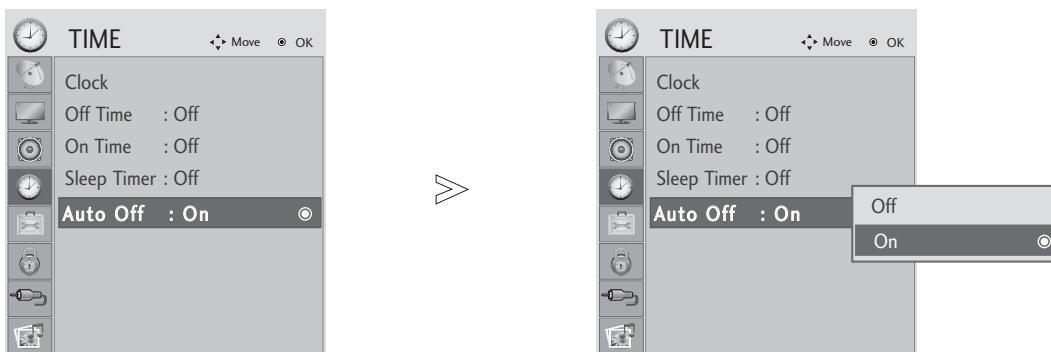 TIME Move OK
Clock
Off Time : Off
On Time : Off
Sleep Timer : Off
Auto Off : On
TIME Move OK
Clock
Off Time : Off
On Time : Off
Sleep Timer : Off
Auto Off : On
Off
On